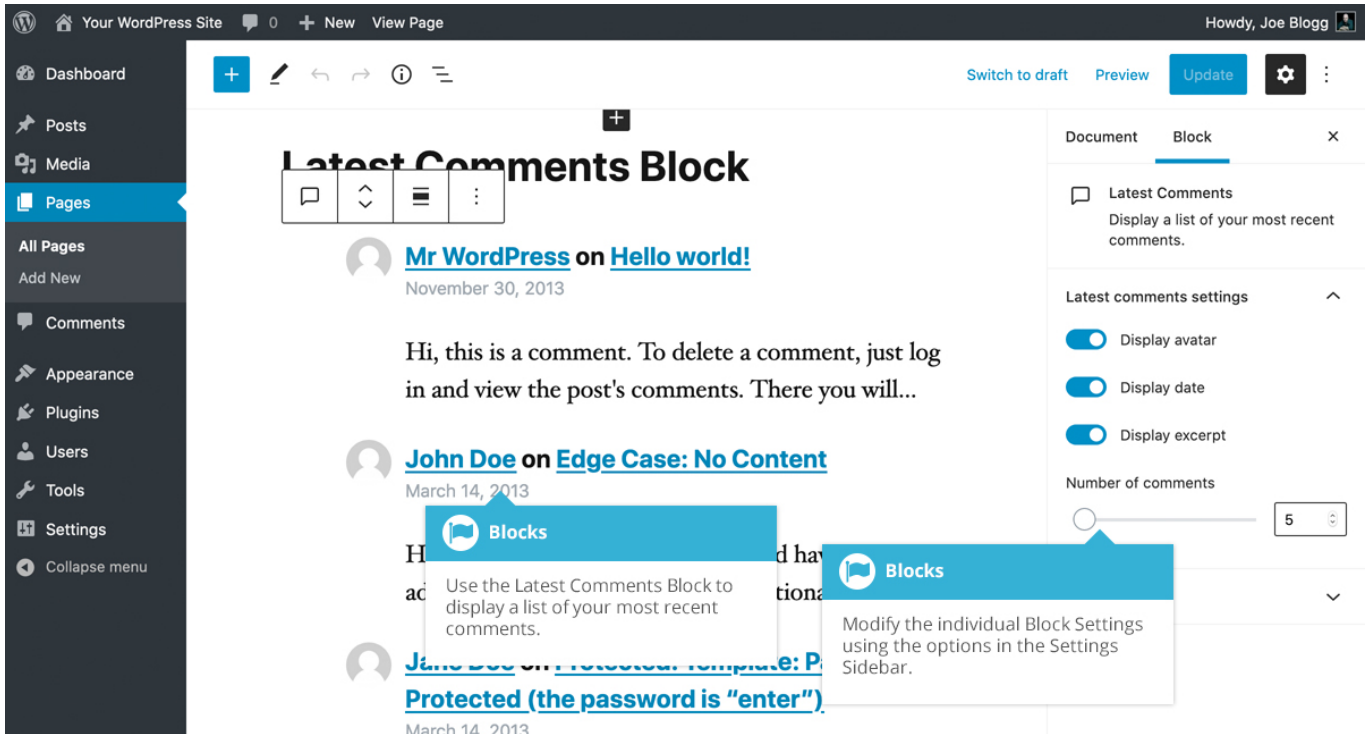 Your WordPress Site 0 New View Page Howdy, Joe Blogg
Dashboard
Posts
Media
Pages
All Pages
Add New
Comments
Appearance
Plugins
Users
Tools
Settings
Collapse menu
Switch to draft Preview Update
Latest Comments Block
Mr WordPress on Hello world!
November 30, 2013
Hi, this is a comment. To delete a comment, just log
in and view the post's comments. There you will...
John Doe on Edge Case: No Content
March 14, 2013
Blocks
Use the Latest Comments Block to
display a list of your most recent
comments.
Protected (the password is “enter”)
March 14, 2013
Document Block
Latest Comments
Display a list of your most recent
comments.
Latest comments settings
Display avatar
Display date
Display excerpt
Number of comments
5
Blocks
Modify the individual Block Settings
using the options in the Settings
Sidebar.